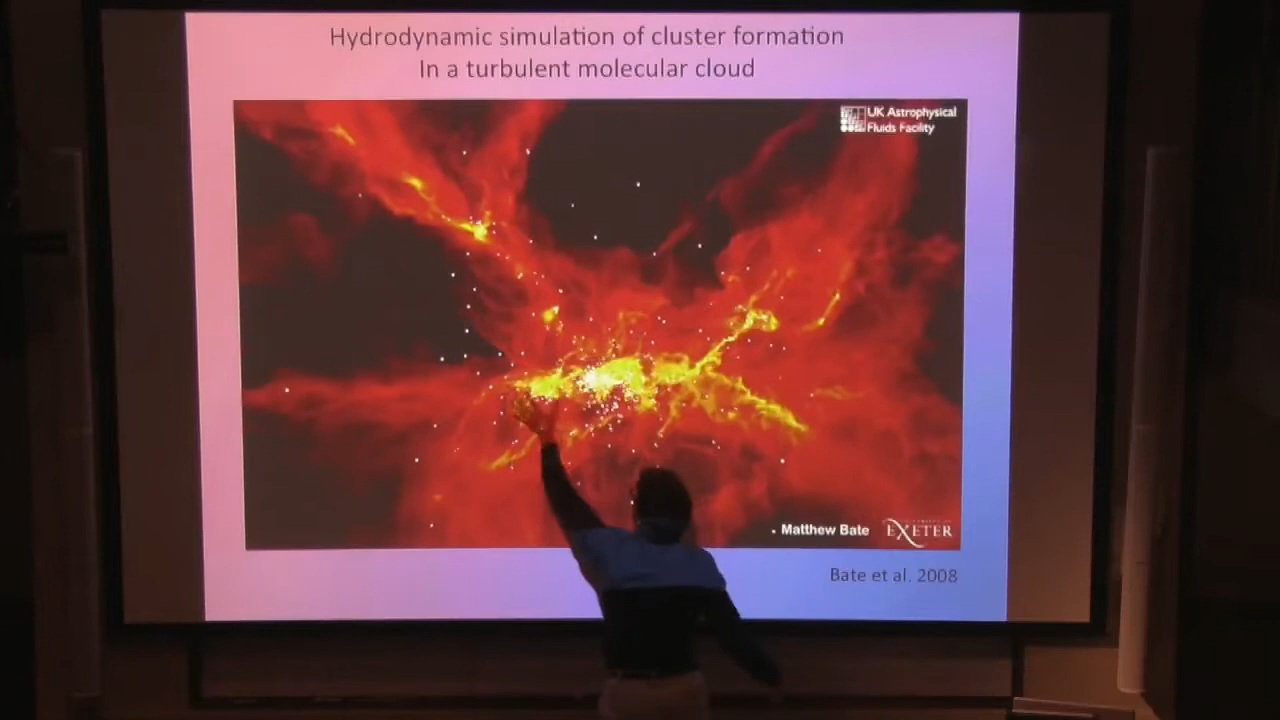 Hydrodynamic simulation of cluster formation
In a turbulent molecular cloud
UK Astrophysical
Fluids Facility
Matthew Bate
EXETER
Bate et al. 2008